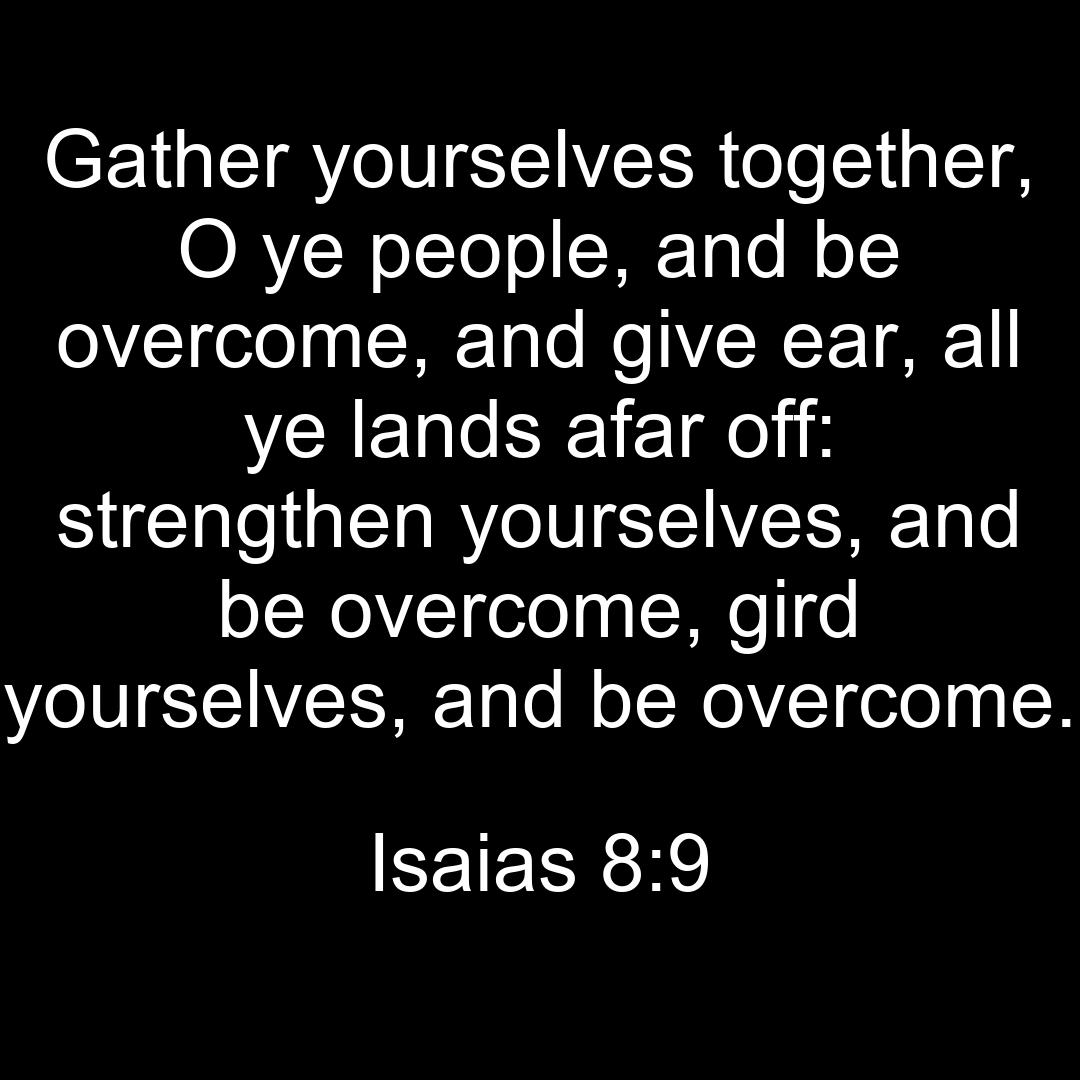 Gather yourselves together,
O ye people, and be
overcome, and give ear, all
ye lands afar off:
strengthen yourselves, and
be overcome, gird
yourselves, and be overcome.
Isaias 8:9